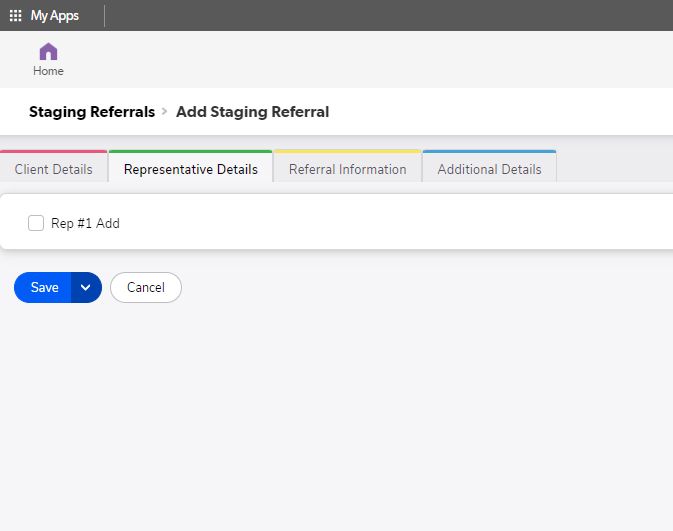 My Apps
Home
Staging Referrals > Add Staging Referral
Client Details Representative Details Referral Information Additional Details
Rep #1 Add
Save Cancel